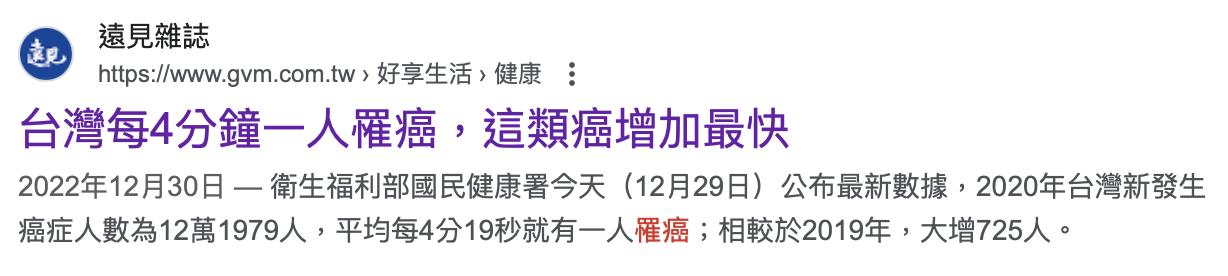 遠見
遠見雜誌
https://www.gvm.com.tw › 好享生活 › 健康
台灣每4分鐘一人罹癌，這類癌增加最快
2022年12月30日 — 衛生福利部國民健康署今天（12月29日）公布最新數據，2020年台灣新發生
癌症人數為12萬1979人，平均每4分19秒就有一人罹癌；相較於2019年，大增725人。